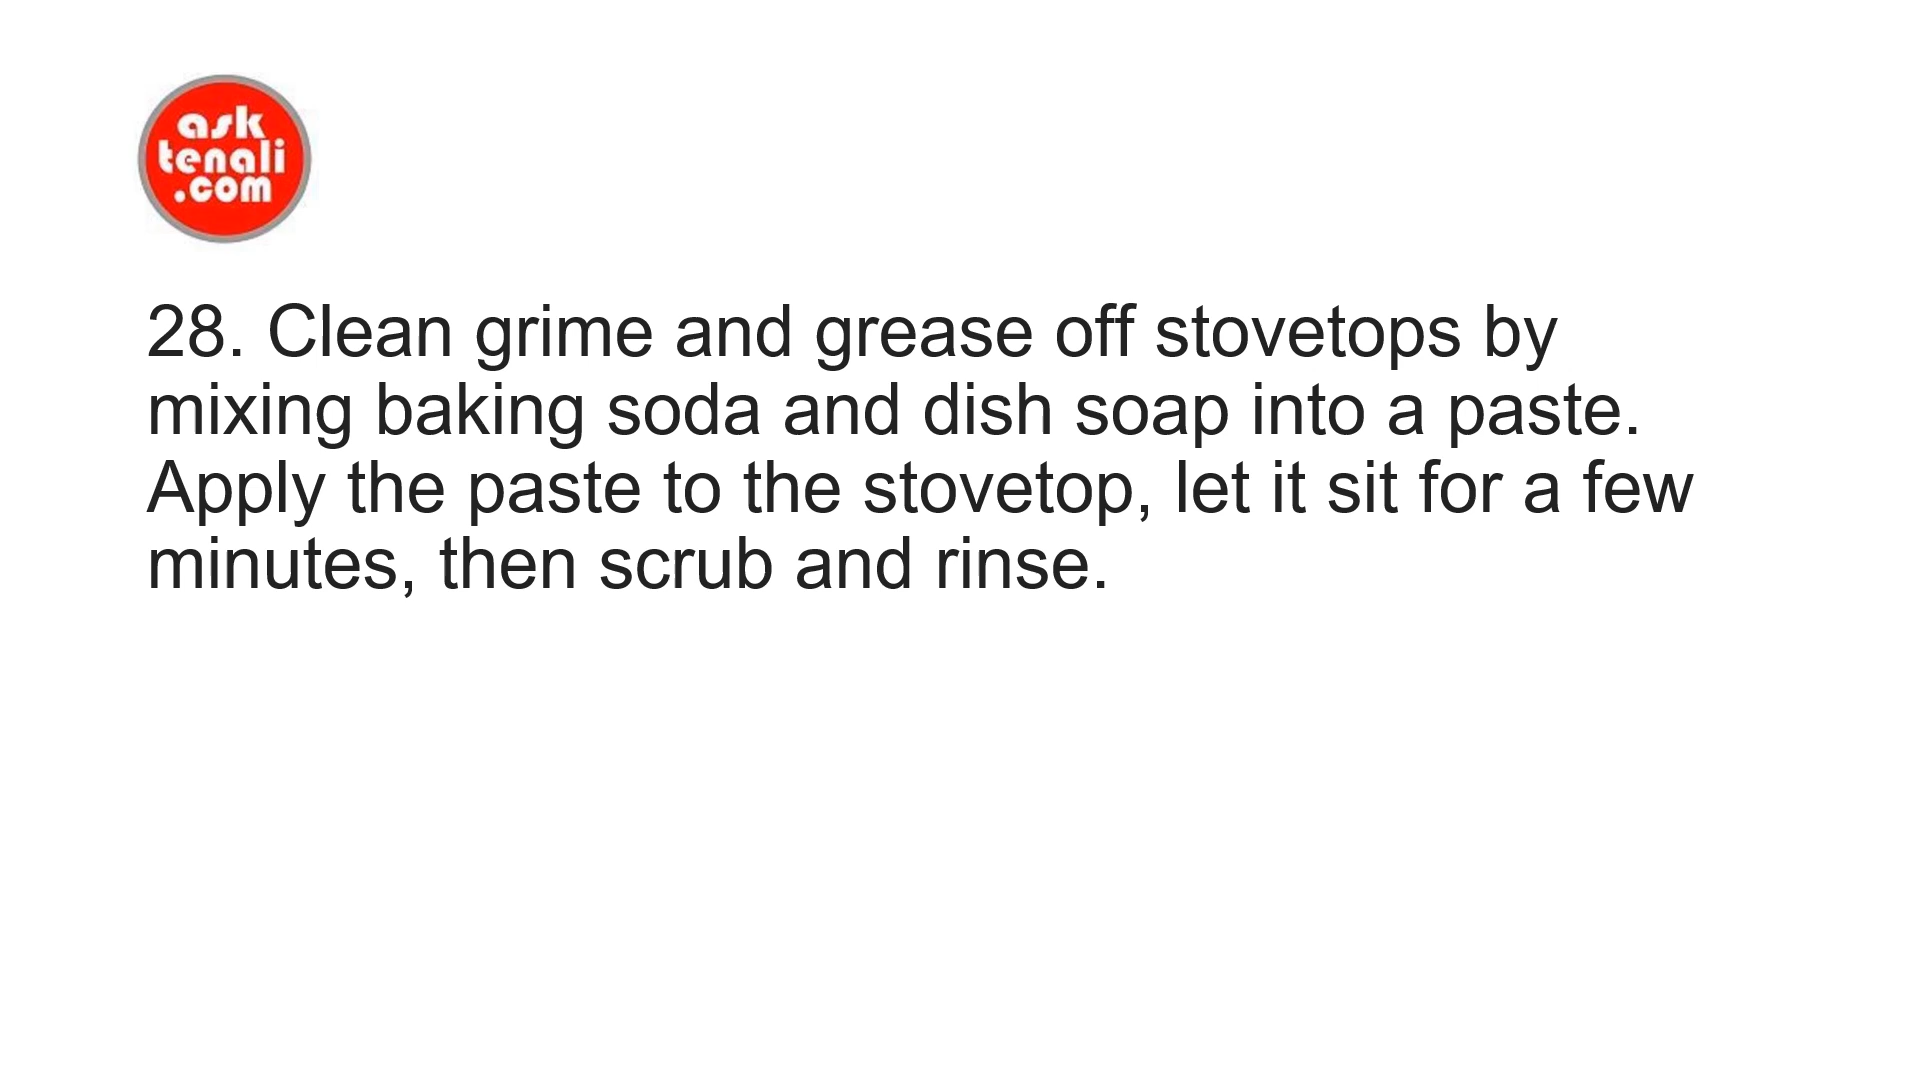 ask
tenali
.com
28. Clean grime and grease off stovetops by
mixing baking soda and dish soap into a paste.
Apply the paste to the stovetop, let it sit for a few
minutes, then scrub and rinse.